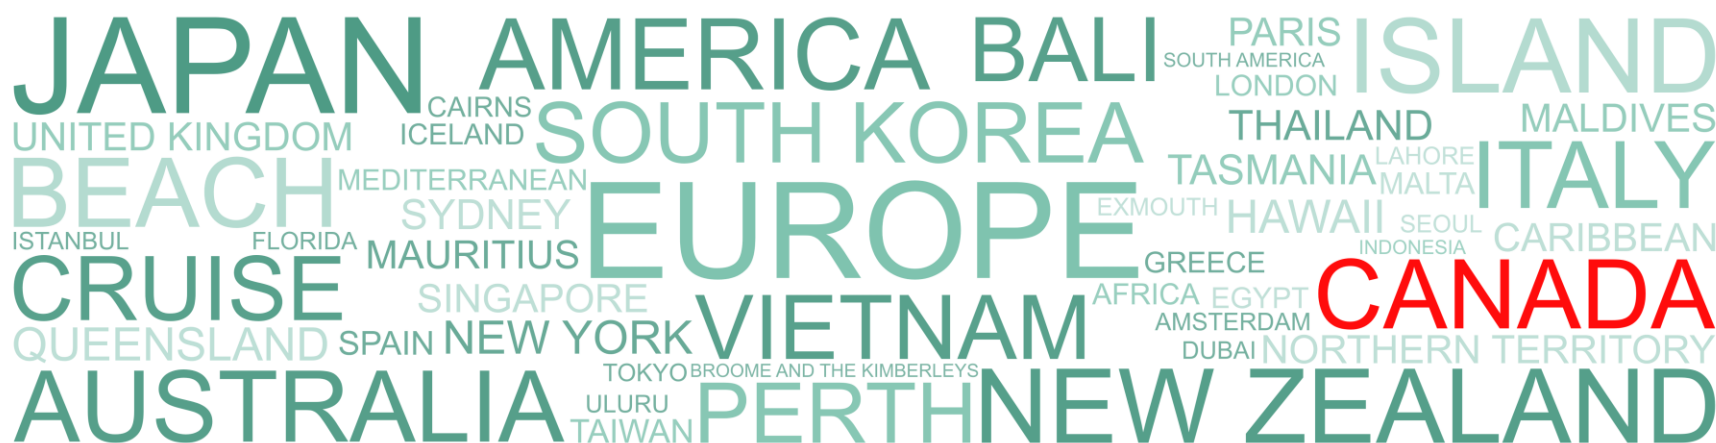 JAPAN
AMERICA
BALI
PARIS
SOUTH AMERICA
LONDON
ISLAND
CAIRNS
ICELAND
SOUTH KOREA
THAILAND
MALDIVES
UNITED KINGDOM
BEACH
MEDITERRANEAN
SYDNEY
EUROPE
TASMANIA
LAHORE
MALTA
ITALY
EXMOUTH
HAWAII
SEOUL
INDONESIA
CARIBBEAN
ISTANBUL
FLORIDA
MAURITIUS
GREECE
CANADA
CRUISE
SINGAPORE
VIETNAM
AFRICA
EGYPT
AMSTERDAM
QUEENSLAND
SPAIN
NEW YORK
DUBAI
NORTHERN TERRITORY
AUSTRALIA
TOKYO
BROOME AND THE KIMBERLEYS
ULURU
TAIWAN
PERTH
NEW ZEALAND